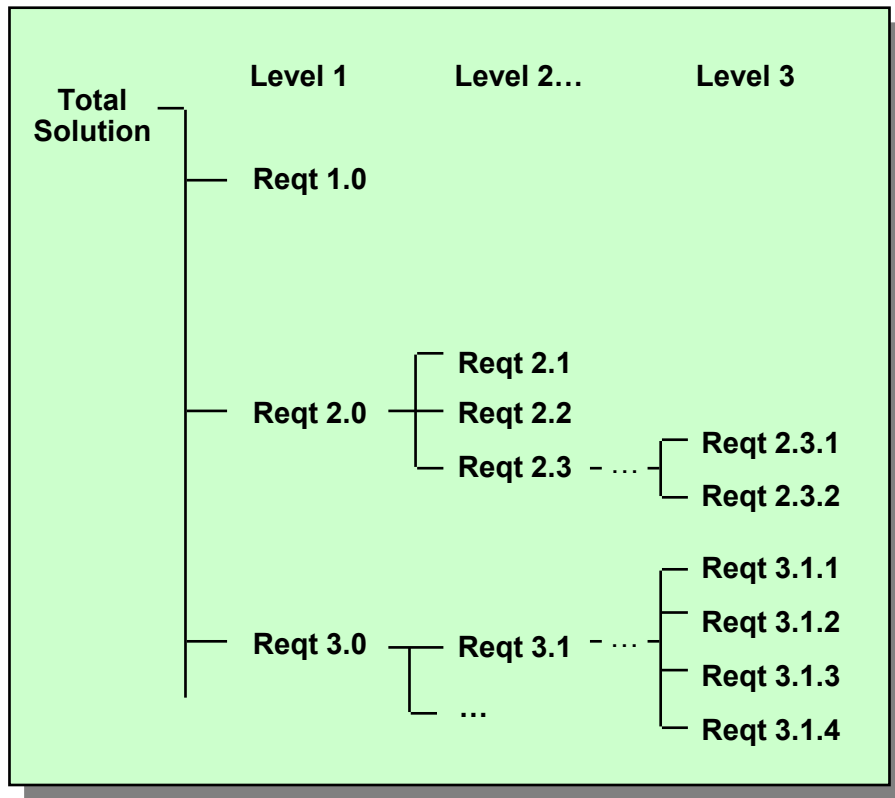 Level 1 Level 2… Level 3
Total
Solution
Reqt 1.0
Reqt 2.1
Reqt 2.0 Reqt 2.2
Reqt 2.3 … Reqt 2.3.1
Reqt 2.3.2
Reqt 3.1.1
Reqt 3.0 Reqt 3.1 … Reqt 3.1.2
Reqt 3.1.3
… Reqt 3.1.4